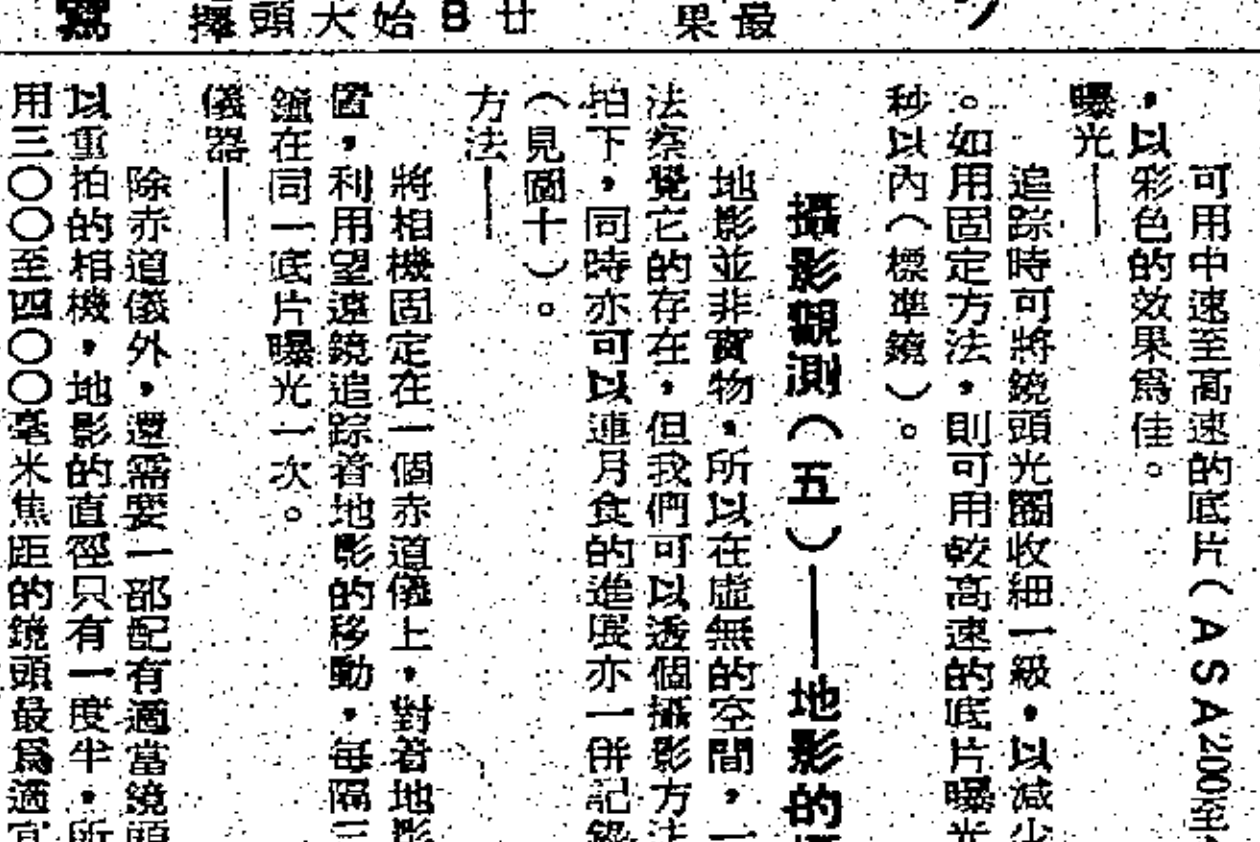 可用中速至高速的底片（ASA200至
，以彩色的效果爲佳。
曝光——
追踪時可將鏡頭光圈收細一級，以減少
。如用固定方法，則可用較高速的底片曝光
秒以內（標準鏡）。
攝影觀測（五）——地影的
地影並非實物，所以在虛無的空間，一
法察覺它的存在，但我們可以透個攝影方法
拍下，同時亦可以連月食的進展亦一併記錄
（見圖十）。
方法——
將相機固定在一個赤道儀上，對着地影
置，利用望遠鏡追踪着地影的移動，每隔三
鐘在同一底片曝光一次。
儀器——
除赤道儀外，還需要一部配有適當鏡頭
以重拍的相機，地影的直徑只有一度半，所
用三〇〇至四〇〇毫米焦距的鏡頭最爲適宜